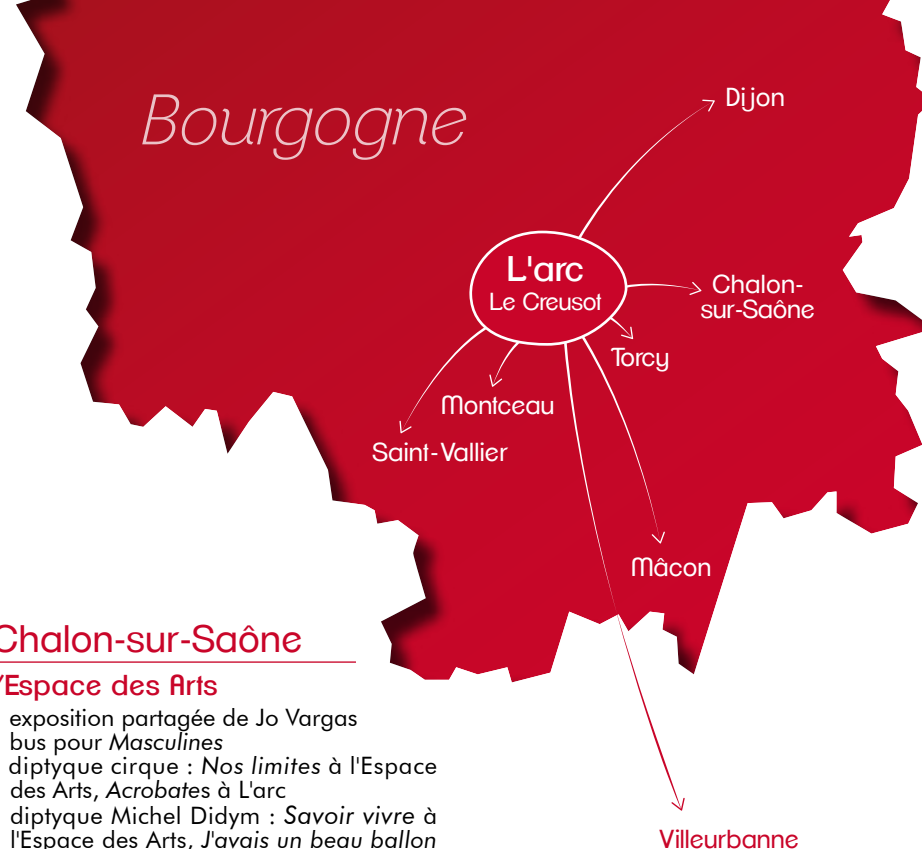 Bourgogne
Dijon
L'arc
Le Creusot
Chalon-
sur-Saône
Torcy
Montceau
Saint-Vallier
Mâcon
Chalon-sur-Saône
'Espace des Arts
exposition partagée de Jo Vargas
bus pour Masculines
diptyque cirque : Nos limites à l'Espace
des Arts, Acrobates à L'arc
diptyque Michel Didym : Savoir vivre à
l'Espace des Arts, J'avais un beau ballon
Villeurbanne